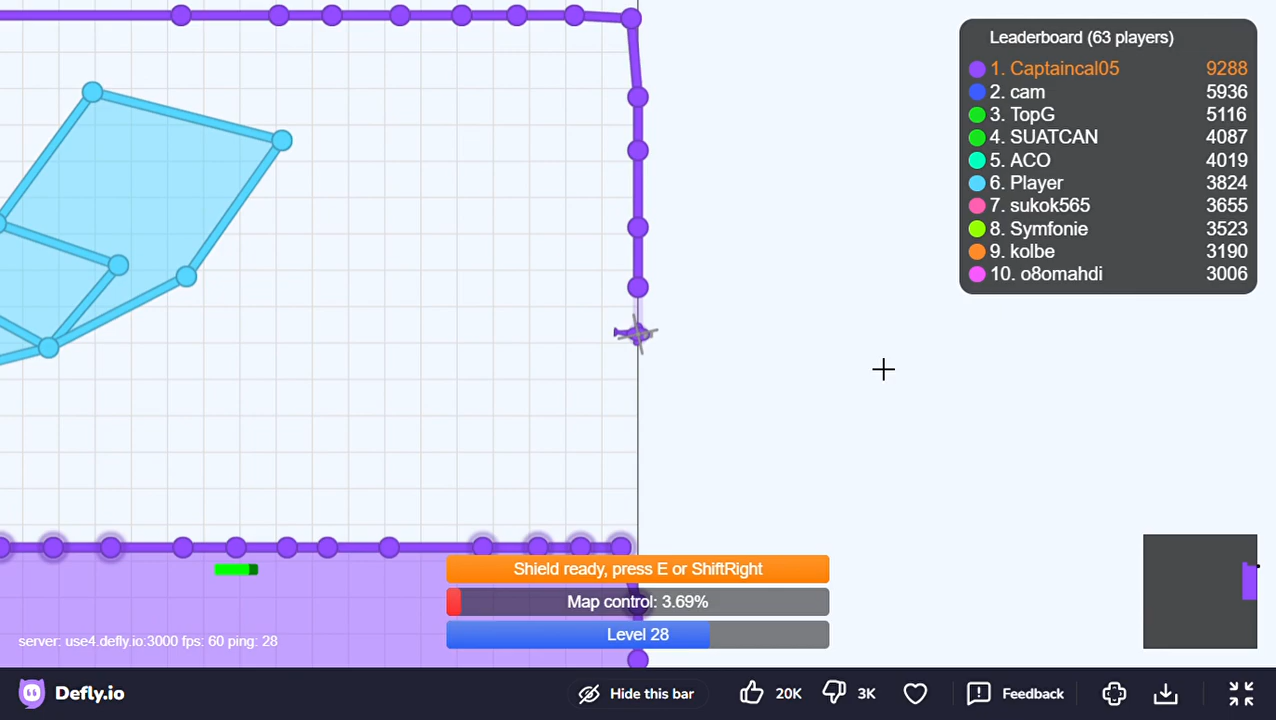 Leaderboard (63 players)
1. Captaincal05 9288
2. cam 5936
3. TopG 5116
4. SUATCAN 4087
5. ACO 4019
6. Player 3824
7. sukok565 3655
8. Symfonie 3523
9. kolbe 3190
10. o8omahdi 3006
Shield ready, press E or ShiftRight
Map control: 3.69%
Level 28
server: use4.defly.io:3000 fps: 60 ping: 28
Defly.io
Hide this bar
20K
3K
Feedback